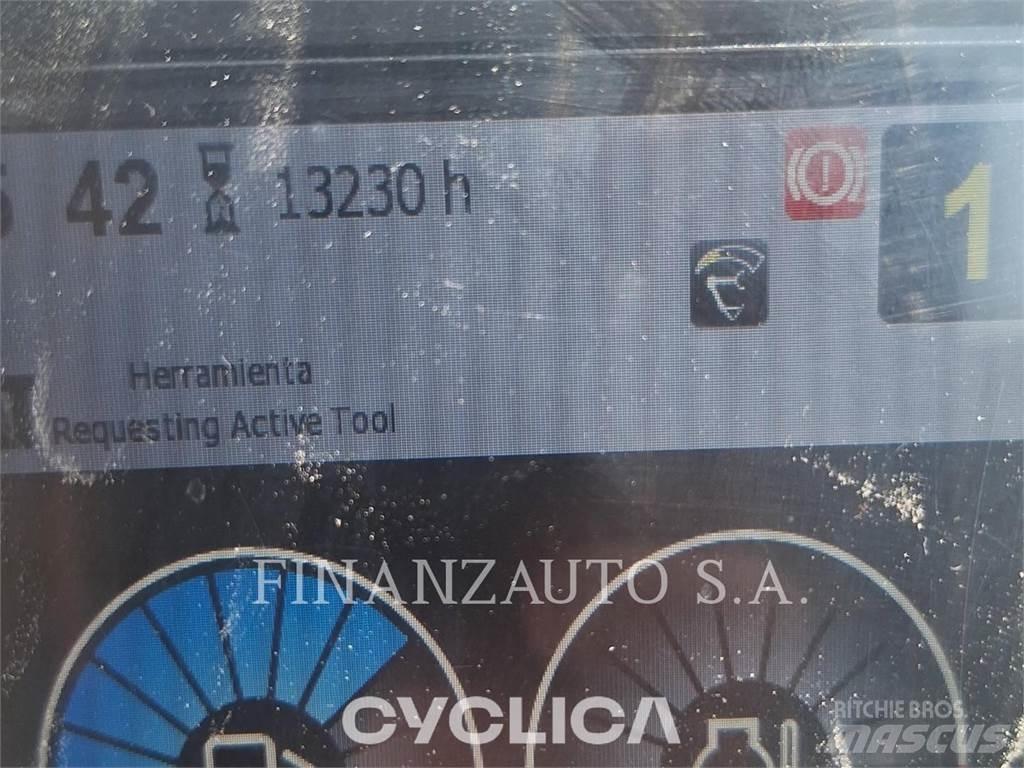 42 13230 h
1
Herramienta
Requesting Active Tool
FINANZAUTO S.A.
CYCLICA
RITCHIE BROS.
MASCUS